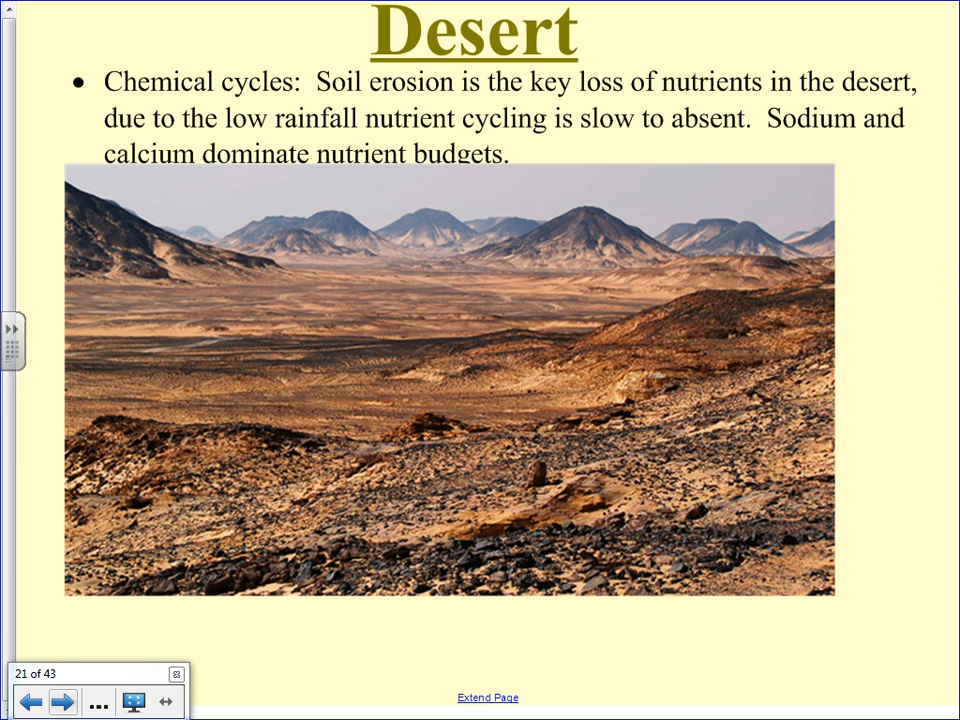 Desert
• Chemical cycles: Soil erosion is the key loss of nutrients in the desert,
due to the low rainfall nutrient cycling is slow to absent. Sodium and
calcium dominate nutrient budgets.
21 of 43
...
Extend Page